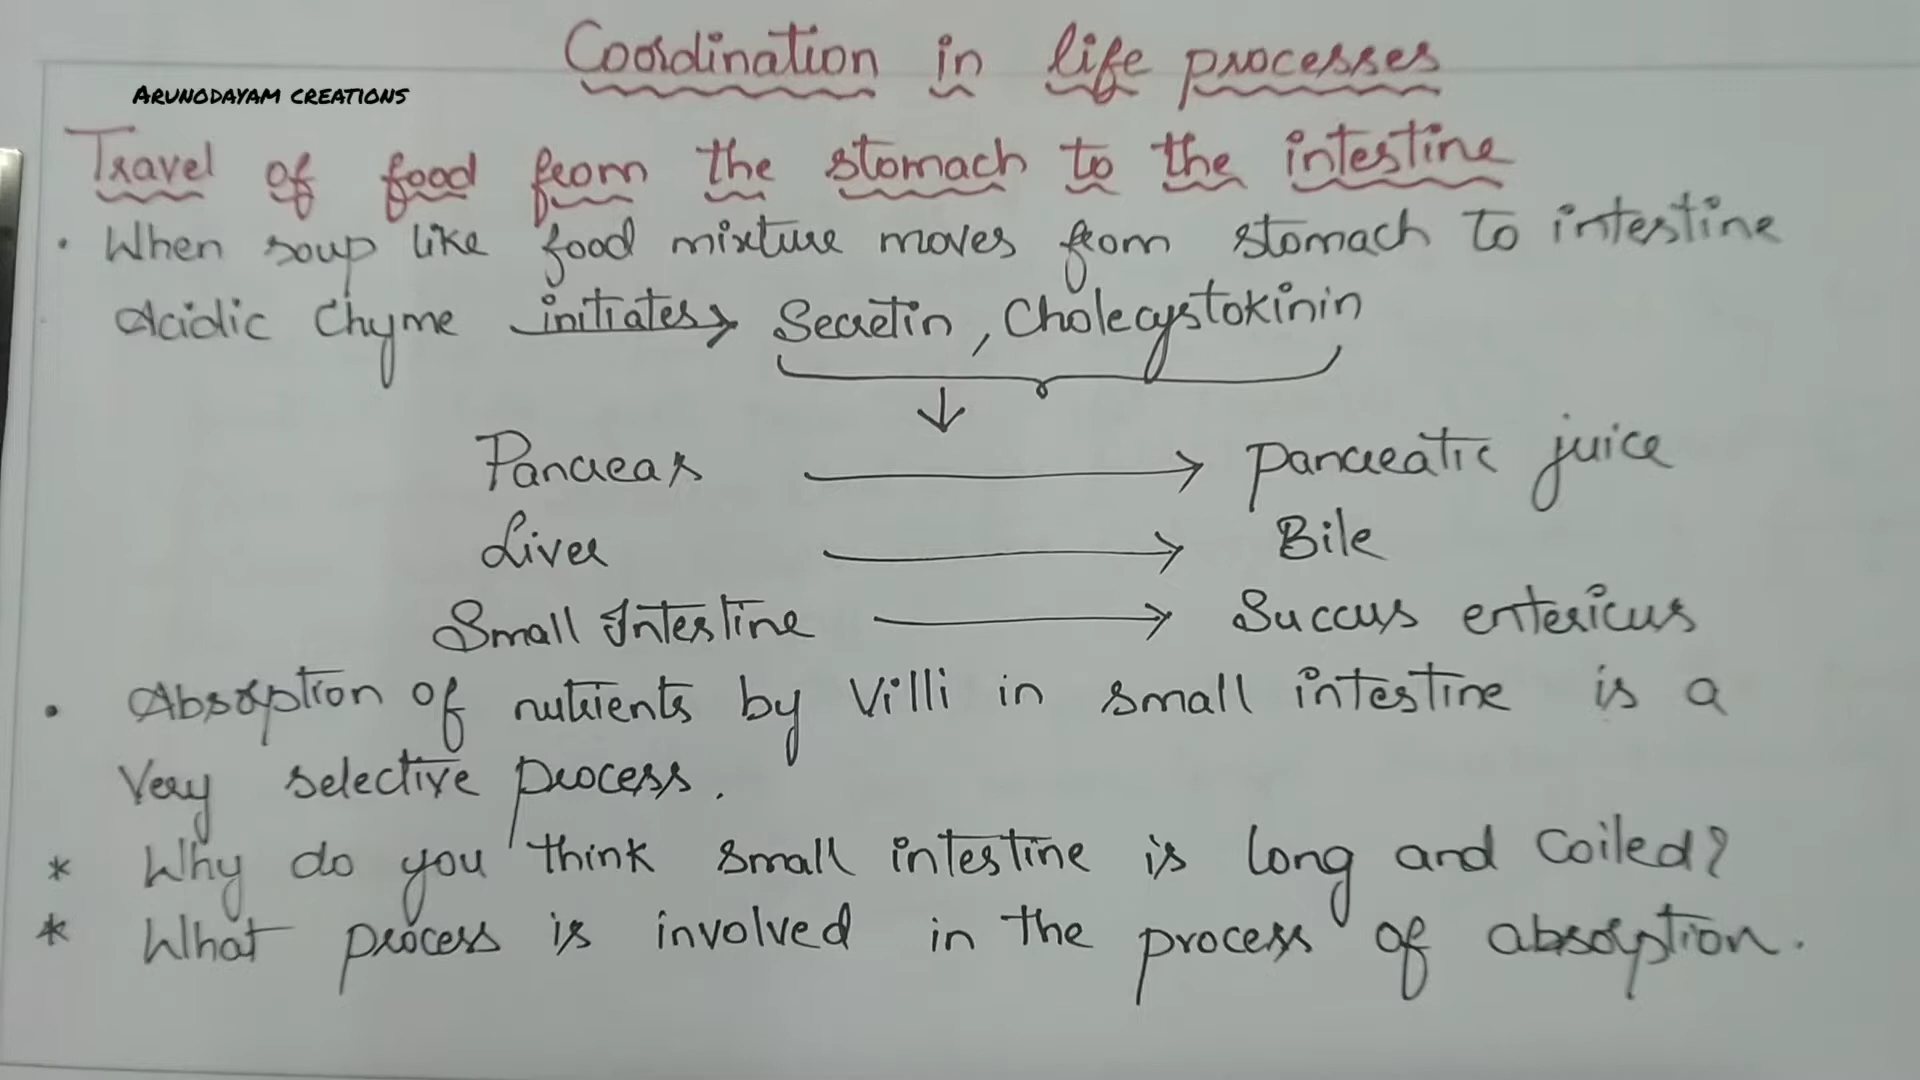 Coordination in life processes
ARUNODAYAM CREATIONS
Travel of food from the stomach to the intestine
• When soup like food mixture moves from stomach to intestine
Acidic Chyme initiates → Secretin, Cholecystokinin
↓
Pancreas → pancreatic juice
Liver → Bile
Small Intestine → Succus entericus
• Absorption of nutrients by Villi in small intestine is a
Very selective process.
* Why do you think small intestine is long and coiled?
* What process is involved in the process of absorption.